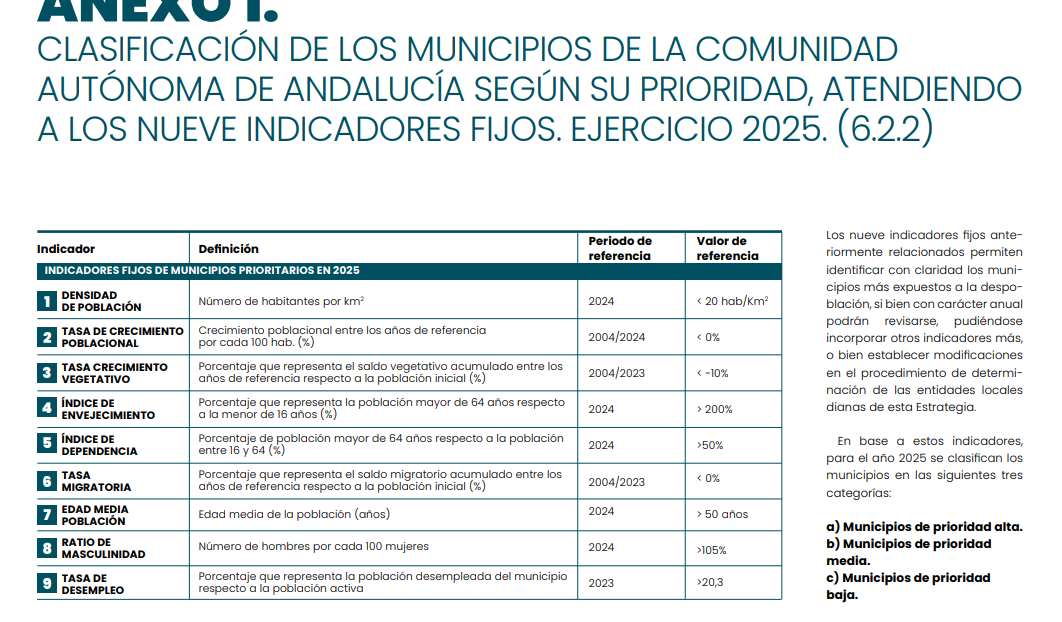 ANEXO I.
CLASIFICACIÓN DE LOS MUNICIPIOS DE LA COMUNIDAD
AUTÓNOMA DE ANDALUCÍA SEGÚN SU PRIORIDAD, ATENDIENDO
A LOS NUEVE INDICADORES FIJOS. EJERCICIO 2025. (6.2.2)
Indicador Definición Periodo de referencia Valor de referencia
INDICADORES FIJOS DE MUNICIPIOS PRIORITARIOS EN 2025
1 DENSIDAD
DE POBLACIÓN
Número de habitantes por km²
2024
< 20 hab/Km²
2 TASA DE CRECIMIENTO
POBLACIONAL
Crecimiento poblacional entre los años de referencia
por cada 100 hab. (%)
2004/2024
< 0%
3 TASA CRECIMIENTO
VEGETATIVO
Porcentaje que representa el saldo vegetativo acumulado entre los
años de referencia respecto a la población inicial (%)
2004/2023
< -10%
4 ÍNDICE DE
ENVEJECIMIENTO
Porcentaje que representa la población mayor de 64 años respecto
a la menor de 16 años (%)
2024
> 200%
5 ÍNDICE DE
DEPENDENCIA
Porcentaje de población mayor de 64 años respecto a la población
entre 16 y 64 (%)
2024
>50%
6 TASA
MIGRATORIA
Porcentaje que representa el saldo migratorio acumulado entre los
años de referencia respecto a la población inicial (%)
2004/2023
< 0%
7 EDAD MEDIA
POBLACIÓN
Edad media de la población (años)
2024
> 50 años
8 RATIO DE
MASCULINIDAD
Número de hombres por cada 100 mujeres
2024
>105%
9 TASA DE
DESEMPLEO
Porcentaje que representa la población desempleada del municipio
respecto a la población activa
2023
>20,3
Los nueve indicadores fijos ante-
riormente relacionados permiten
identificar con claridad los muni-
cipios más expuestos a la despo-
blación, si bien con carácter anual
podrán revisarse, pudiéndose
incorporar otros indicadores más,
o bien establecer modificaciones
en el procedimiento de determi-
nación de las entidades locales
dianas de esta Estrategia.
En base a estos indicadores,
para el año 2025 se clasifican los
municipios en las siguientes tres
categorías:
a) Municipios de prioridad alta.
b) Municipios de prioridad
media.
c) Municipios de prioridad
baja.